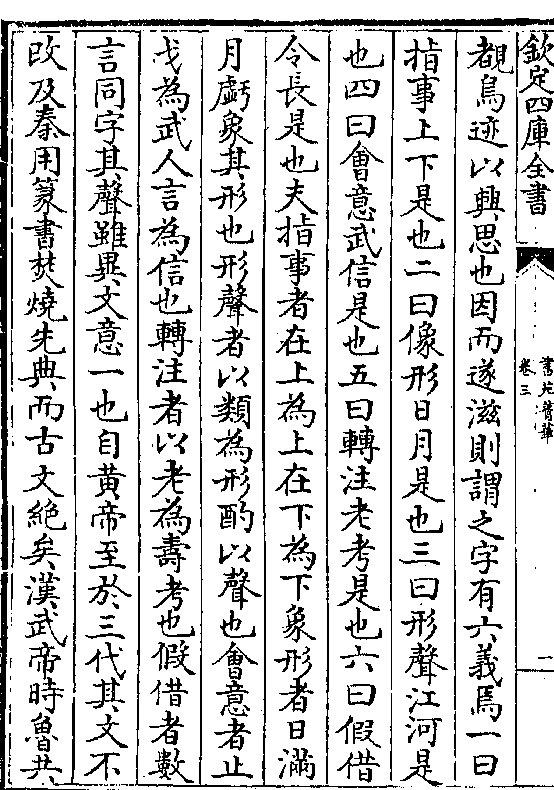 欽定四庫全書
書苑菁華
卷三
二
覩鳥迹以興思也因而遂滋則謂之字有六義焉一曰
指事上下是也二曰像形日月是也三曰形聲江河是
也四曰會意武信是也五曰轉注老考是也六曰假借
令長是也夫指事者在上為上在下為下象形者日滿
月虧象其形也形聲者以類為形酌以聲也會意者止
戈為武人言為信也轉注者以老為壽考也假借者數
言同字其聲雖異文意一也自黃帝至於三代其文不
改及秦用篆書焚燒先典而古文絶矣漢武帝時魯共